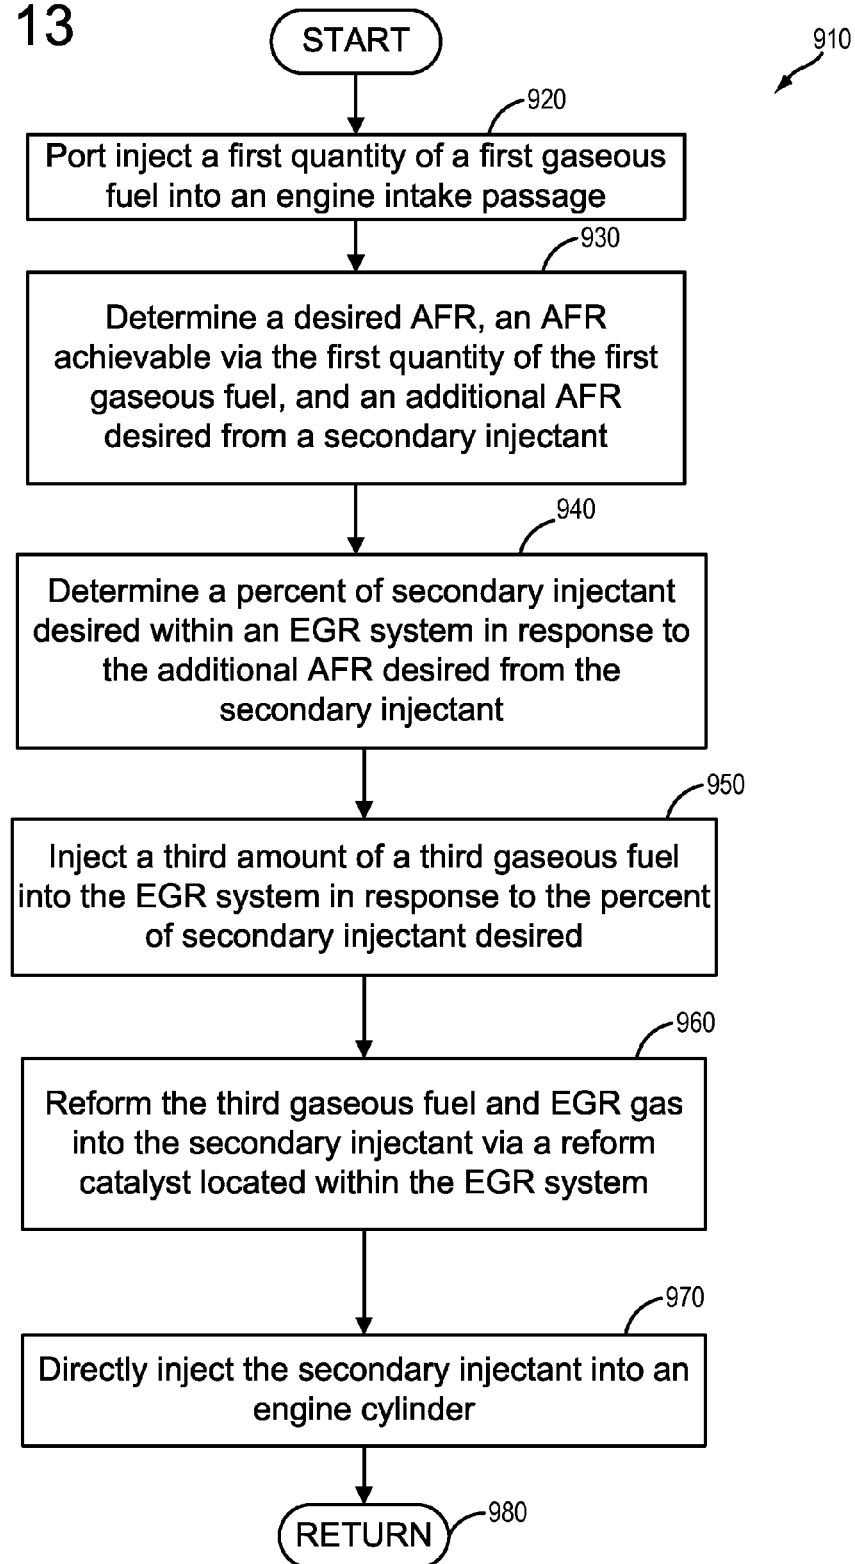 13
START
910
920
Port inject a first quantity of a first gaseous
fuel into an engine intake passage
930
Determine a desired AFR, an AFR
achievable via the first quantity of the first
gaseous fuel, and an additional AFR
desired from a secondary injectant
940
Determine a percent of secondary injectant
desired within an EGR system in response to
the additional AFR desired from the
secondary injectant
950
Inject a third amount of a third gaseous fuel
into the EGR system in response to the percent
of secondary injectant desired
960
Reform the third gaseous fuel and EGR gas
into the secondary injectant via a reform
catalyst located within the EGR system
970
Directly inject the secondary injectant into an
engine cylinder
RETURN
980